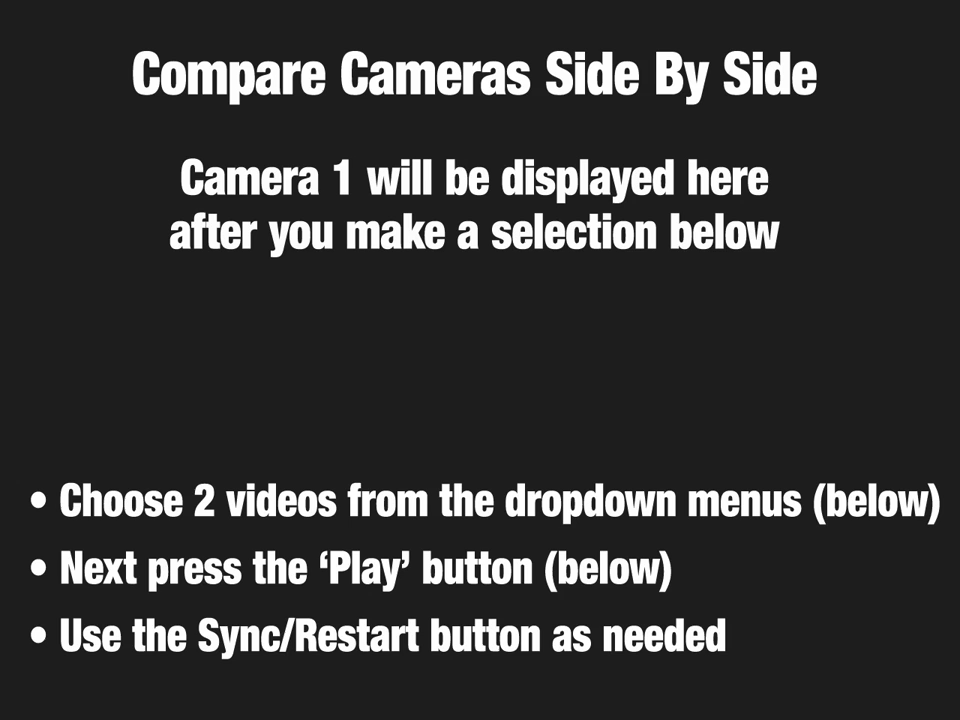 Compare Cameras Side By Side
Camera 1 will be displayed here
after you make a selection below
• Choose 2 videos from the dropdown menus (below)
• Next press the ‘Play’ button (below)
• Use the Sync/Restart button as needed